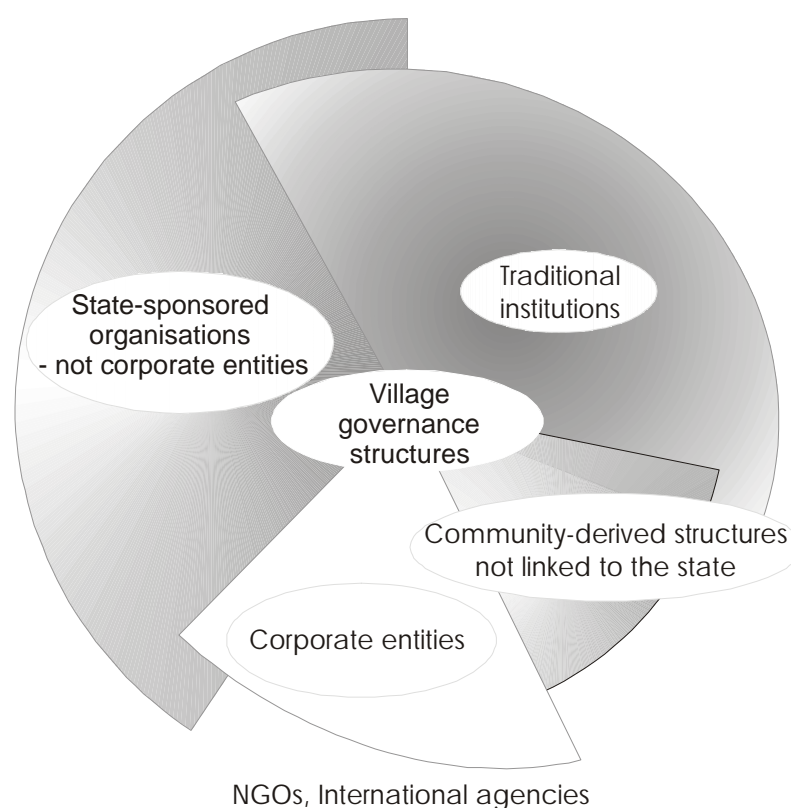 Traditional
institutions
State-sponsored
organisations
- not corporate entities
Village
governance
structures
Community-derived structures
not linked to the state
Corporate entities
NGOs, International agencies